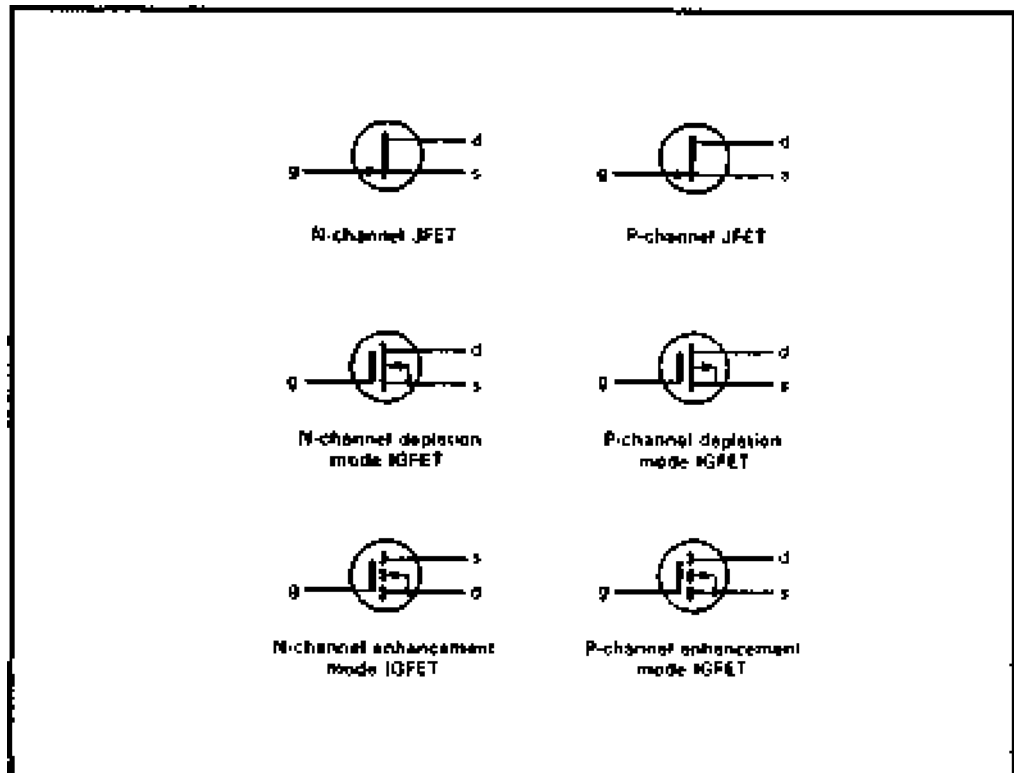 d
d
g
s
g
s
N-channel JFET
P-channel JFET
d
d
g
s
g
s
N-channel depletion
mode IGFET
P-channel depletion
mode IGFET
s
d
g
d
g
s
N-channel enhancement
mode IGFET
P-channel enhancement
mode IGFET